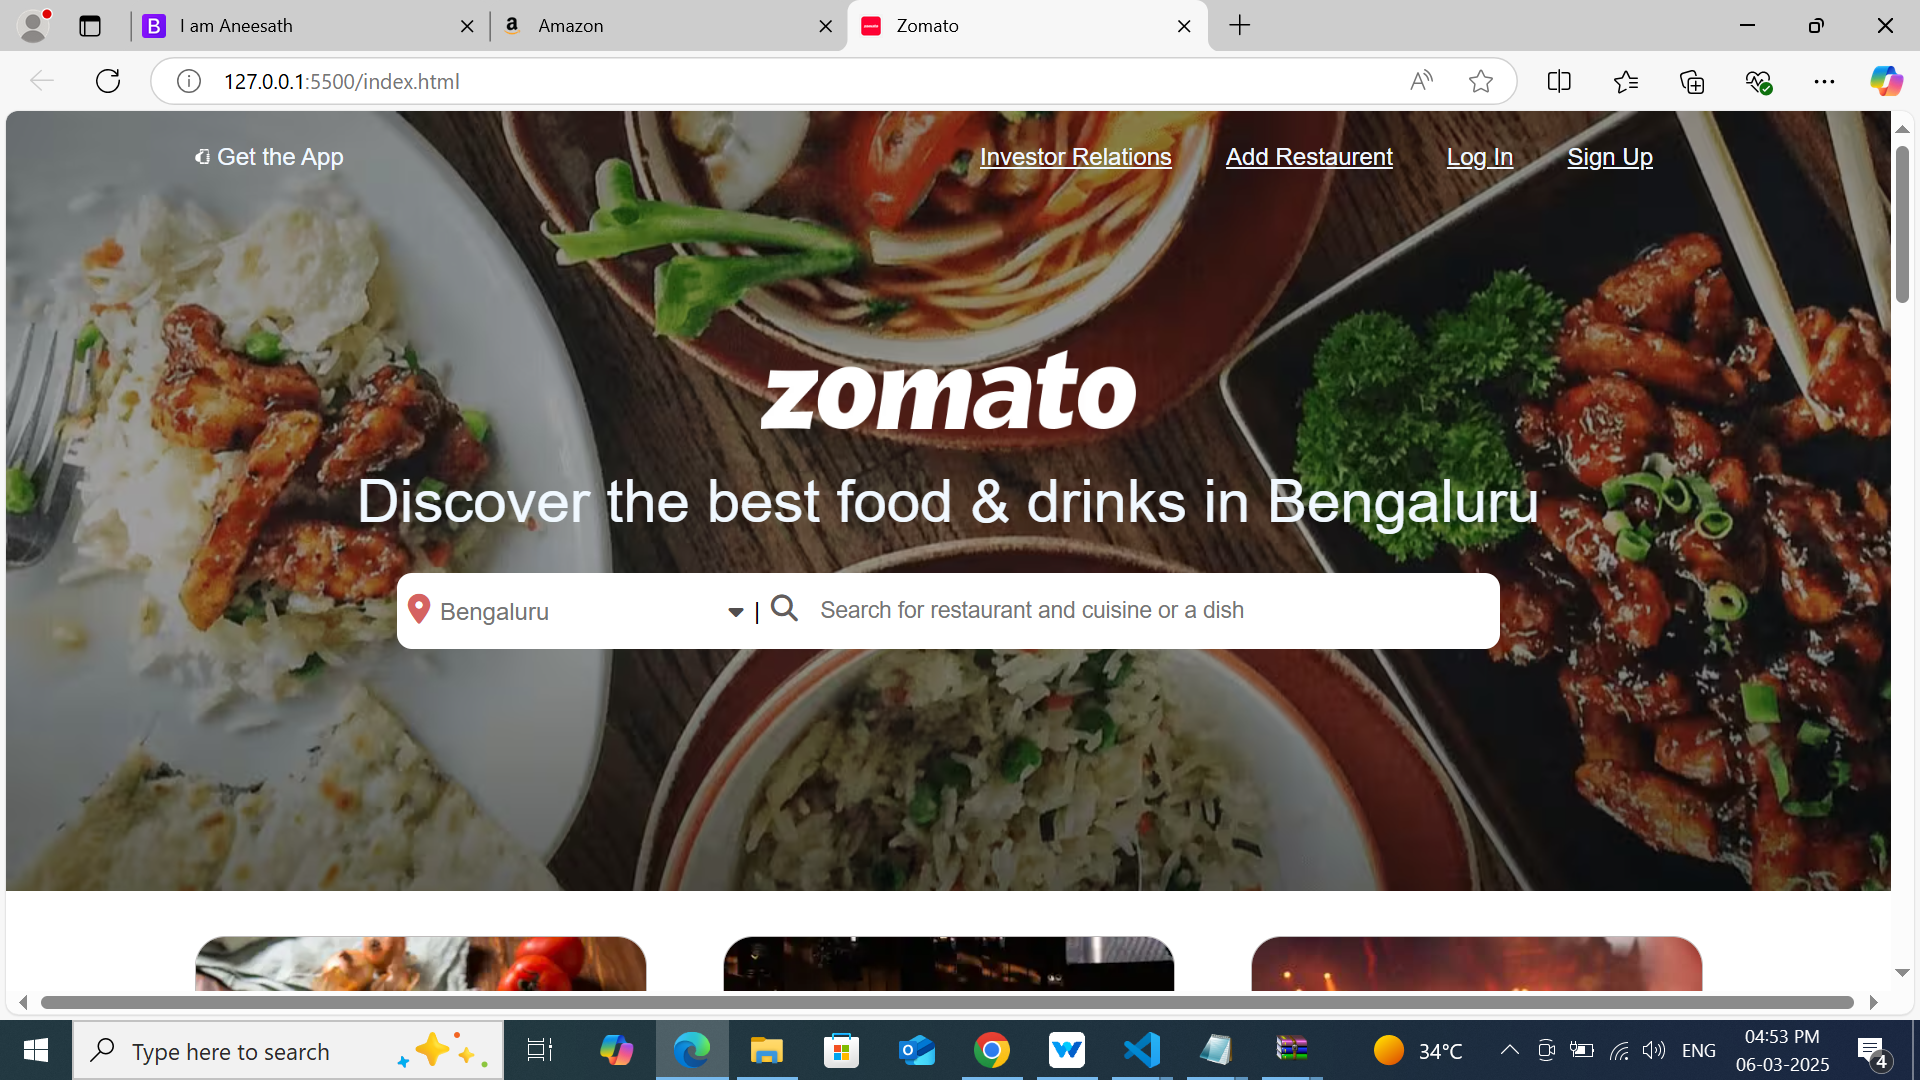 I am Aneesath
Amazon
Zomato
127.0.0.1:5500/index.html
Get the App
Investor Relations
Add Restaurent
Log In
Sign Up
zomato
Discover the best food & drinks in Bengaluru
Bengaluru
| Search for restaurant and cuisine or a dish
Type here to search
34°C
ENG
04:53 PM
06-03-2025
4